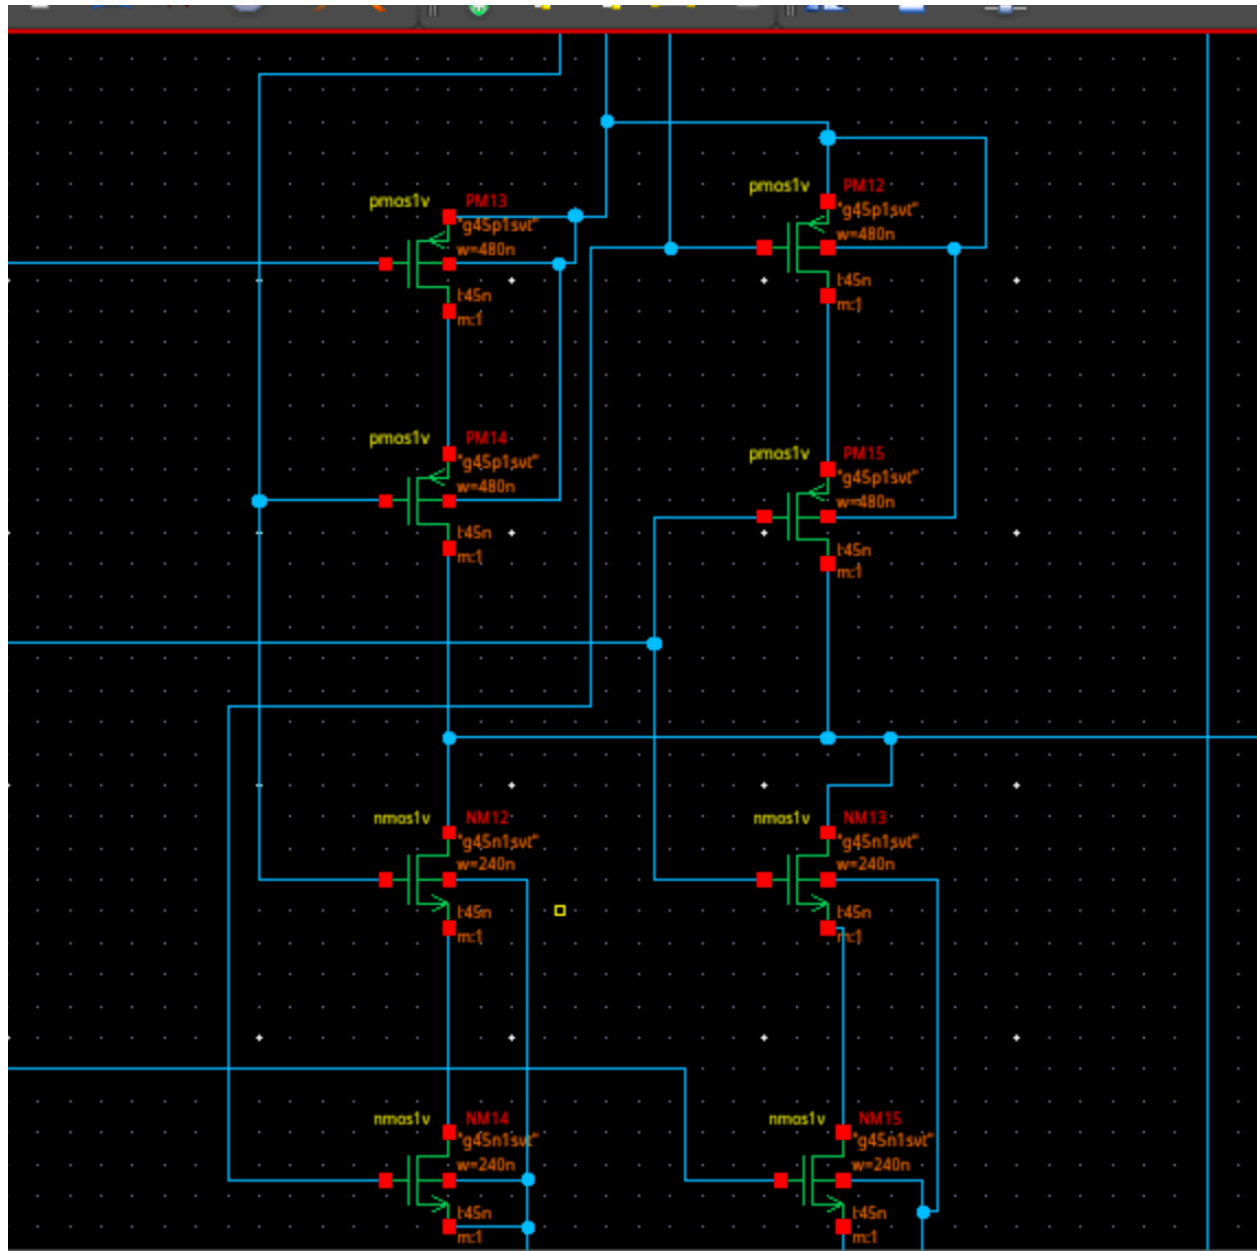 pmos1v PM13
"g45p1svt"
w=480n
l:45n
m:1
pmos1v PM12
"g45p1svt"
w=480n
l:45n
m:1
pmos1v PM14
"g45p1svt"
w=480n
l:45n
m:1
pmos1v PM15
"g45p1svt"
w=480n
l:45n
m:1
nmos1v NM12
"g45n1svt"
w=240n
l:45n
m:1
nmos1v NM13
"g45n1svt"
w=240n
l:45n
m:1
nmos1v NM14
"g45n1svt"
w=240n
l:45n
m:1
nmos1v NM15
"g45n1svt"
w=240n
l:45n
m:1